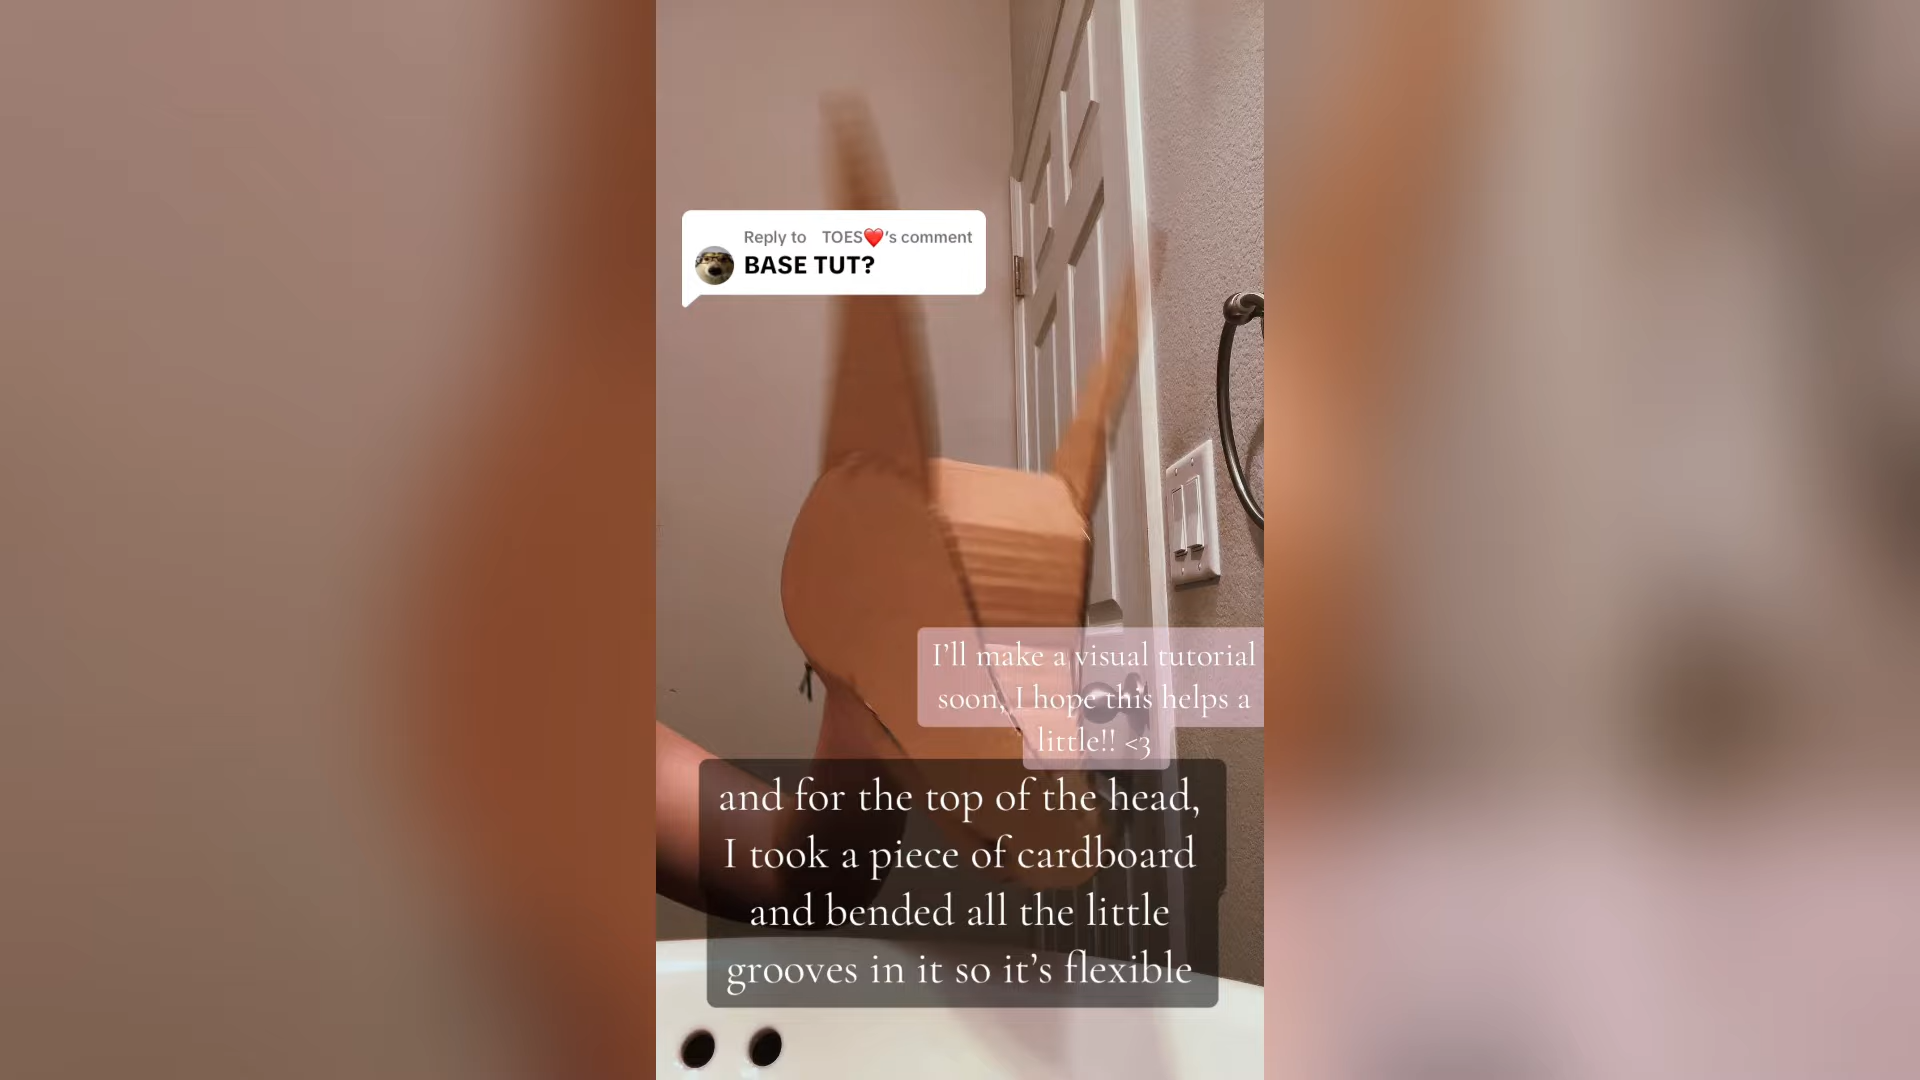 Reply to TOES❤️'s comment
BASE TUT?
I'll make a visual tutorial
soon, I hope this helps a
little!! <3
and for the top of the head,
I took a piece of cardboard
and bended all the little
grooves in it so it's flexible